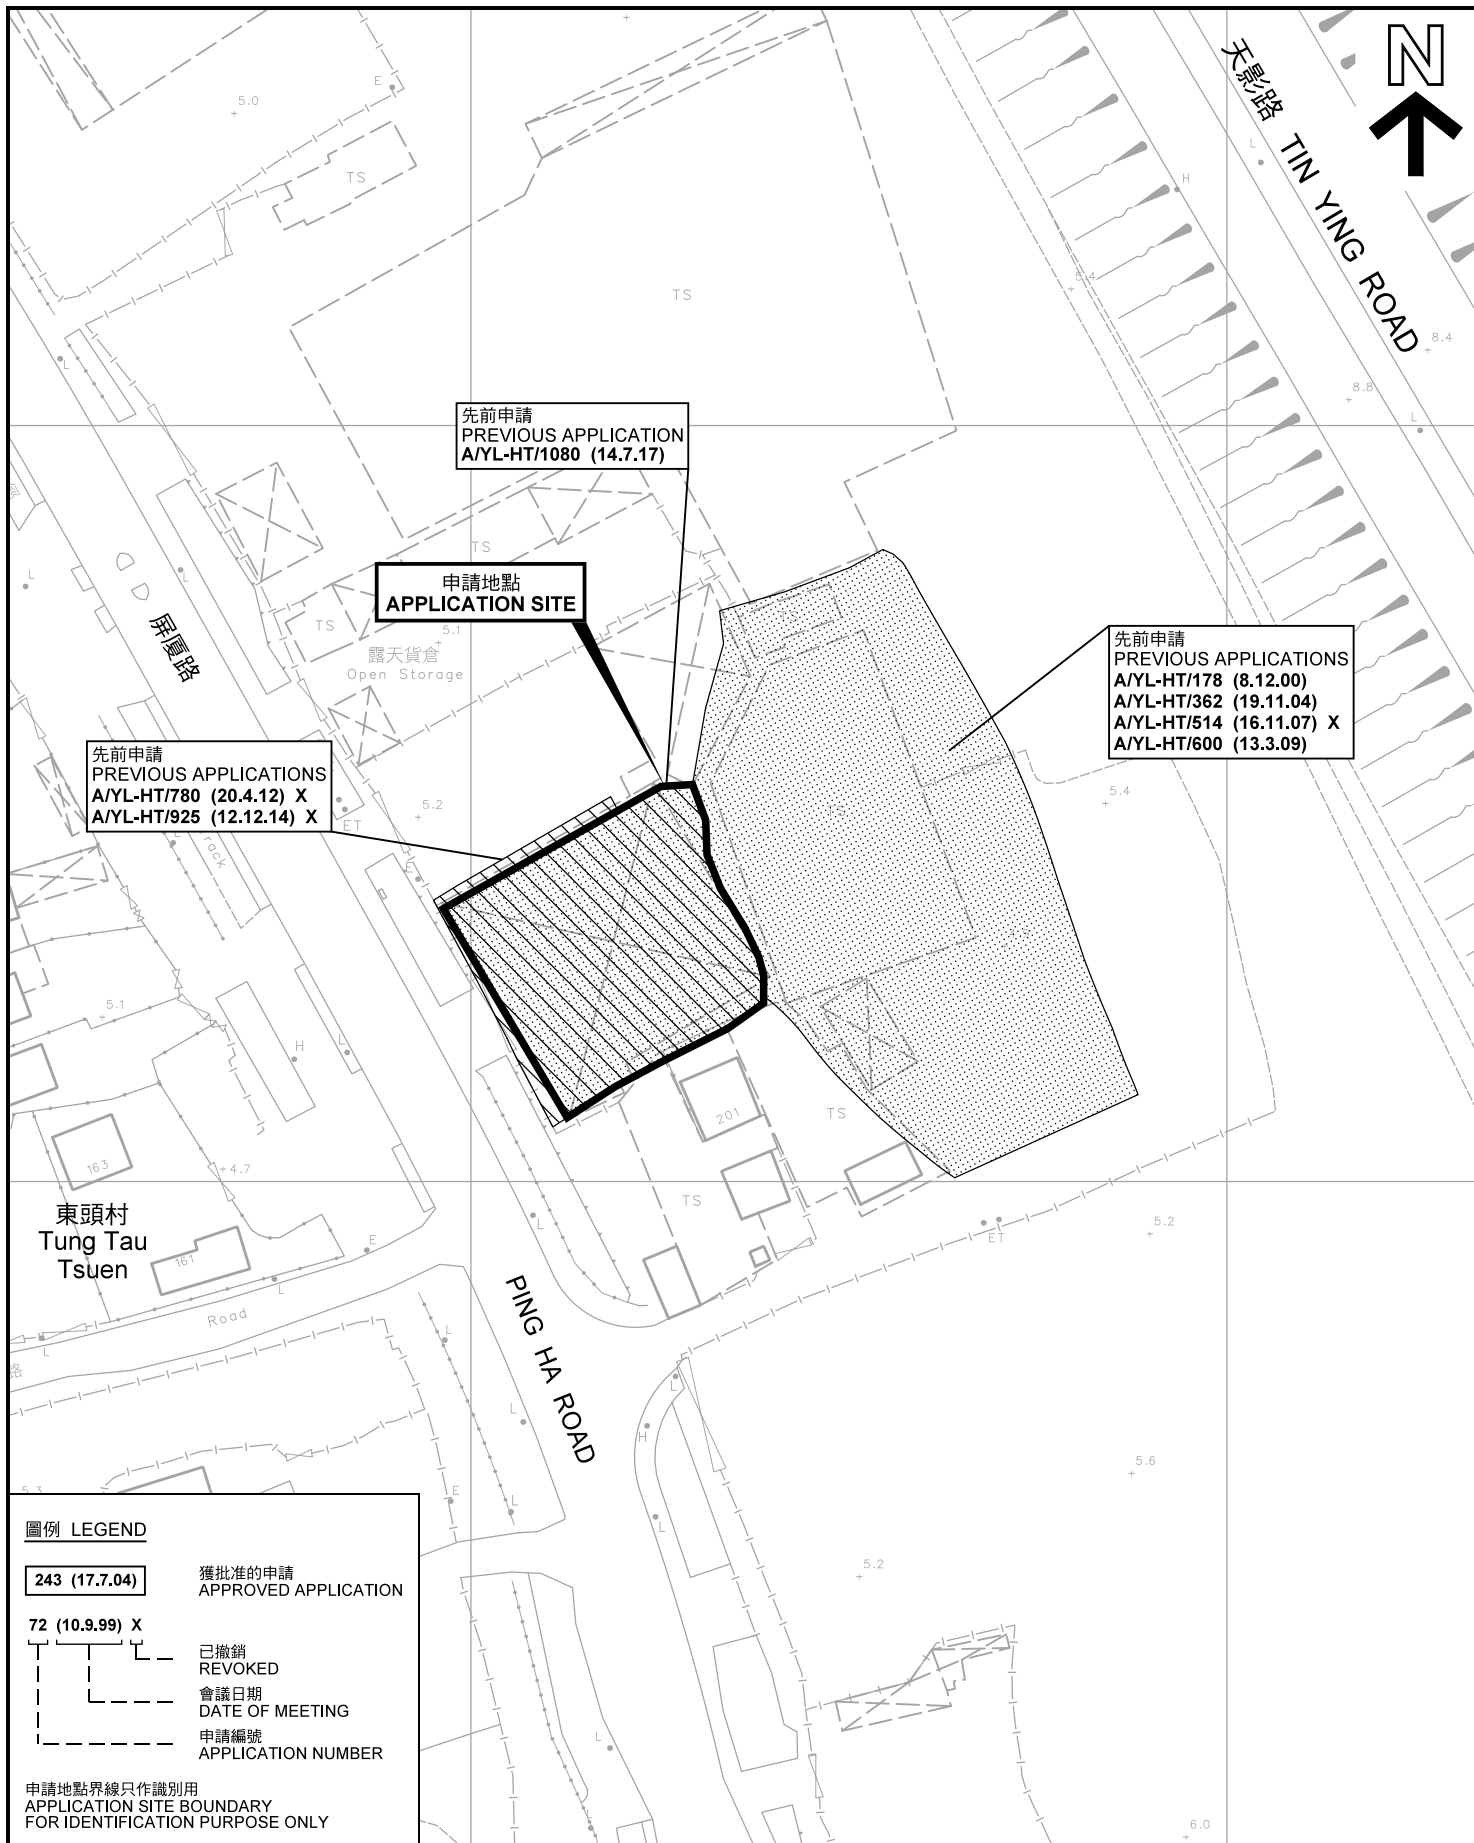 N
天影路 TIN YING ROAD
5.0
E
TS
TS
H
L
5.4
8.4
8.8
L
L
先前申請
PREVIOUS APPLICATION
A/YL-HT/1080 (14.7.17)
TS
L
L
申請地點
APPLICATION SITE
屏廈路
TS
5.1
露天貨倉
Open Storage
TS
先前申請
PREVIOUS APPLICATIONS
A/YL-HT/178 (8.12.00)
A/YL-HT/362 (19.11.04)
A/YL-HT/514 (16.11.07) X
A/YL-HT/600 (13.3.09)
先前申請
PREVIOUS APPLICATIONS
A/YL-HT/780 (20.4.12) X
A/YL-HT/925 (12.12.14) X
5.2
ET
5.4
TS
E
5.1
H
L
201
TS
163
4.7
TS
東頭村
Tung Tau
Tsuen
161
E
L
L
5.2
ET
Road
L
L
路
PING HA ROAD
L
L
H
5.6
5.3
E
L
L
5.2
圖例 LEGEND
243 (17.7.04)
獲批准的申請
APPROVED APPLICATION
72 (10.9.99) X
已撤銷
REVOKED
會議日期
DATE OF MEETING
申請編號
APPLICATION NUMBER
申請地點界線只作識別用
APPLICATION SITE BOUNDARY
FOR IDENTIFICATION PURPOSE ONLY
L
L
6.0